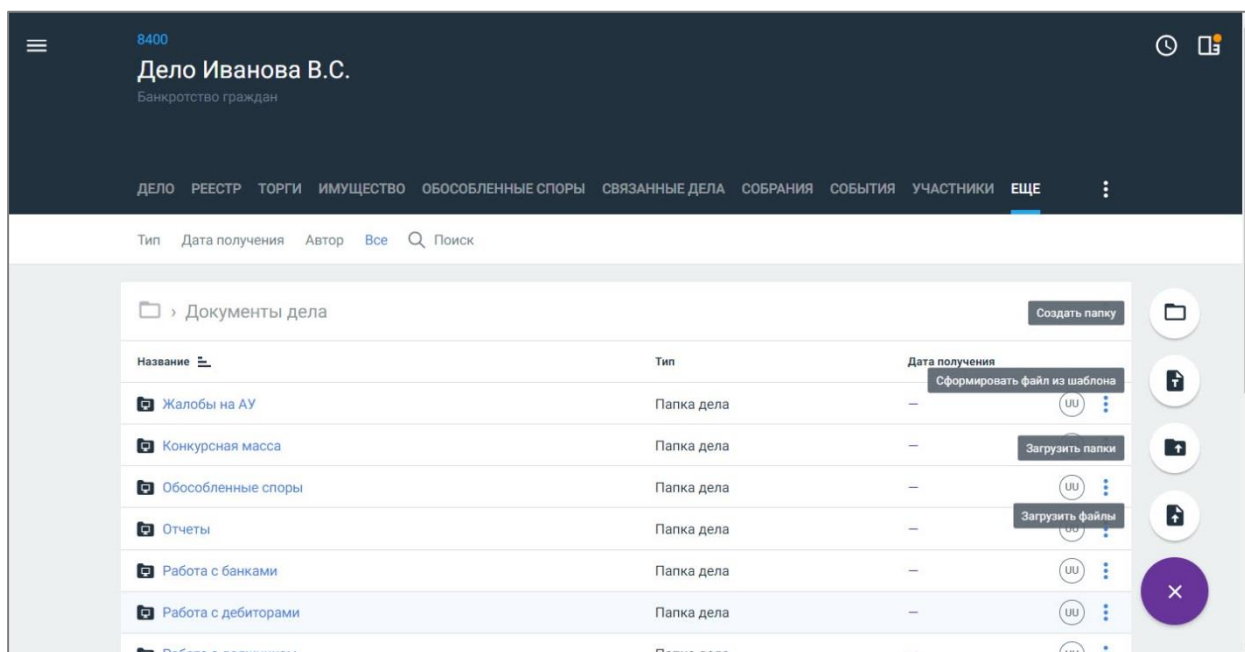 8400
Дело Иванова В.С.
Банкротство граждан
ДЕЛО РЕЕСТР ТОРГИ ИМУЩЕСТВО ОБОСОБЛЕННЫЕ СПОРЫ СВЯЗАННЫЕ ДЕЛА СОБРАНИЯ СОБЫТИЯ УЧАСТНИКИ ЕЩЕ
Тип Дата получения Автор Все Поиск
› Документы дела Создать папку
Название Тип Дата получения
Сформировать файл из шаблона
Жалобы на АУ Папка дела — UU
Конкурсная масса Папка дела — Загрузить папки
Обособленные споры Папка дела — UU
Загрузить файлы
Отчеты Папка дела — UU
Работа с банками Папка дела — UU
Работа с дебиторами Папка дела — UU